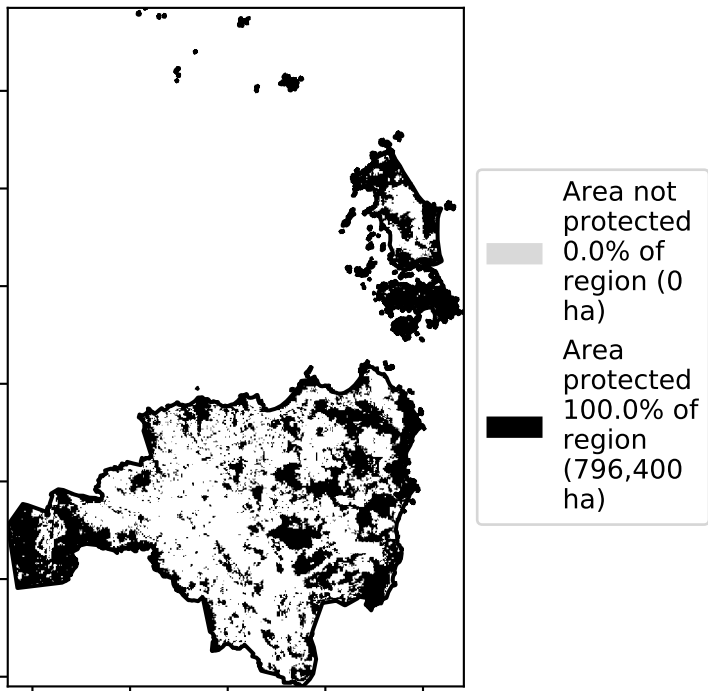 Area not
protected
0.0% of
region (0
ha)
Area
protected
100.0% of
region
(796,400
ha)